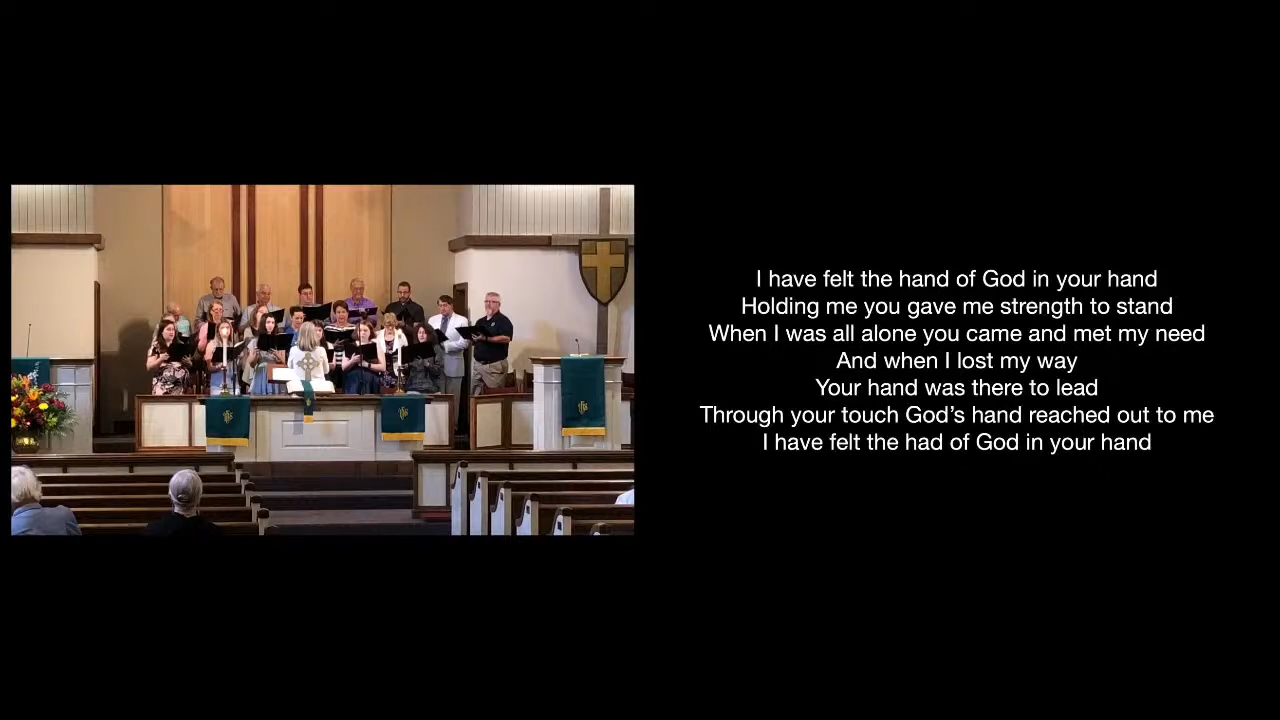 I have felt the hand of God in your hand
Holding me you gave me strength to stand
When I was all alone you came and met my need
And when I lost my way
Your hand was there to lead
Through your touch God’s hand reached out to me
I have felt the had of God in your hand